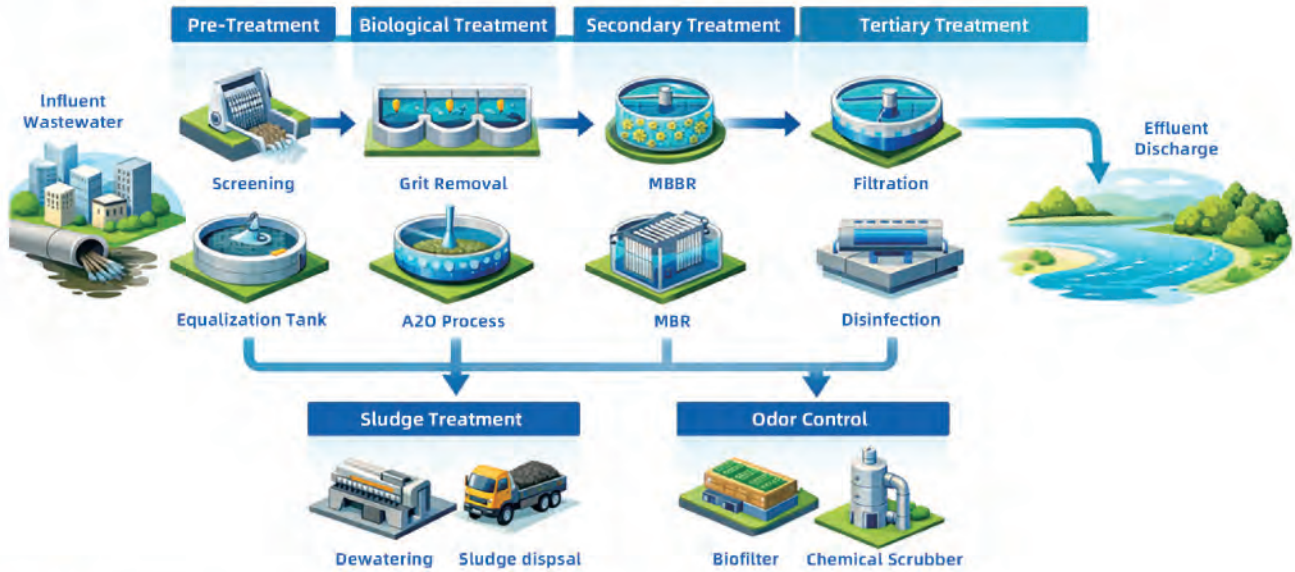 Pre-Treatment
Biological Treatment
Secondary Treatment
Tertiary Treatment
Influent
Wastewater
Effluent
Discharge
Screening
Grit Removal
MBBR
Filtration
Equalization Tank
A2O Process
MBR
Disinfection
Sludge Treatment
Odor Control
Dewatering
Sludge dispsal
Biofilter
Chemical Scrubber